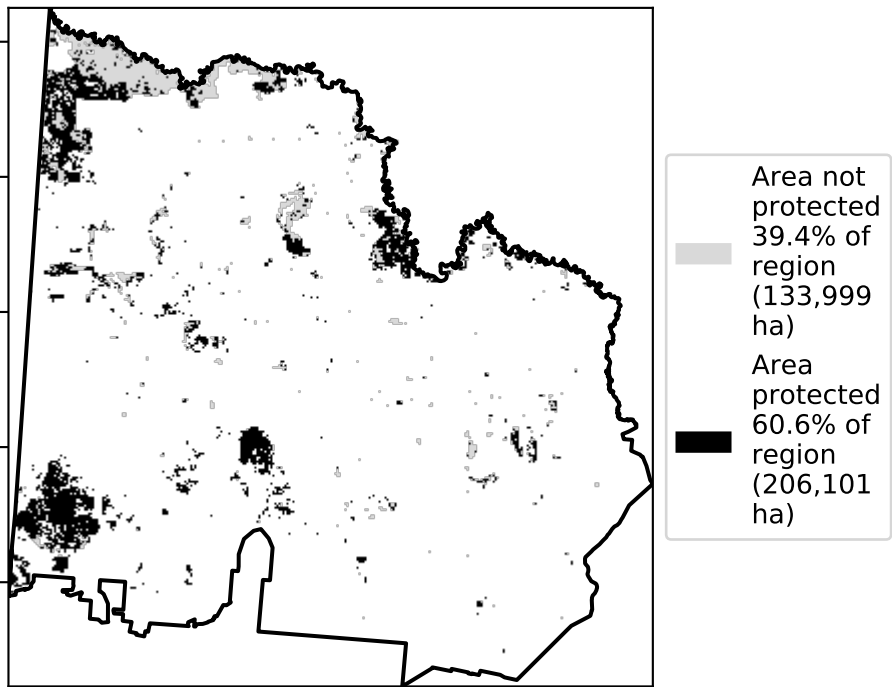 Area not
protected
39.4% of
region
(133,999
ha)
Area
protected
60.6% of
region
(206,101
ha)